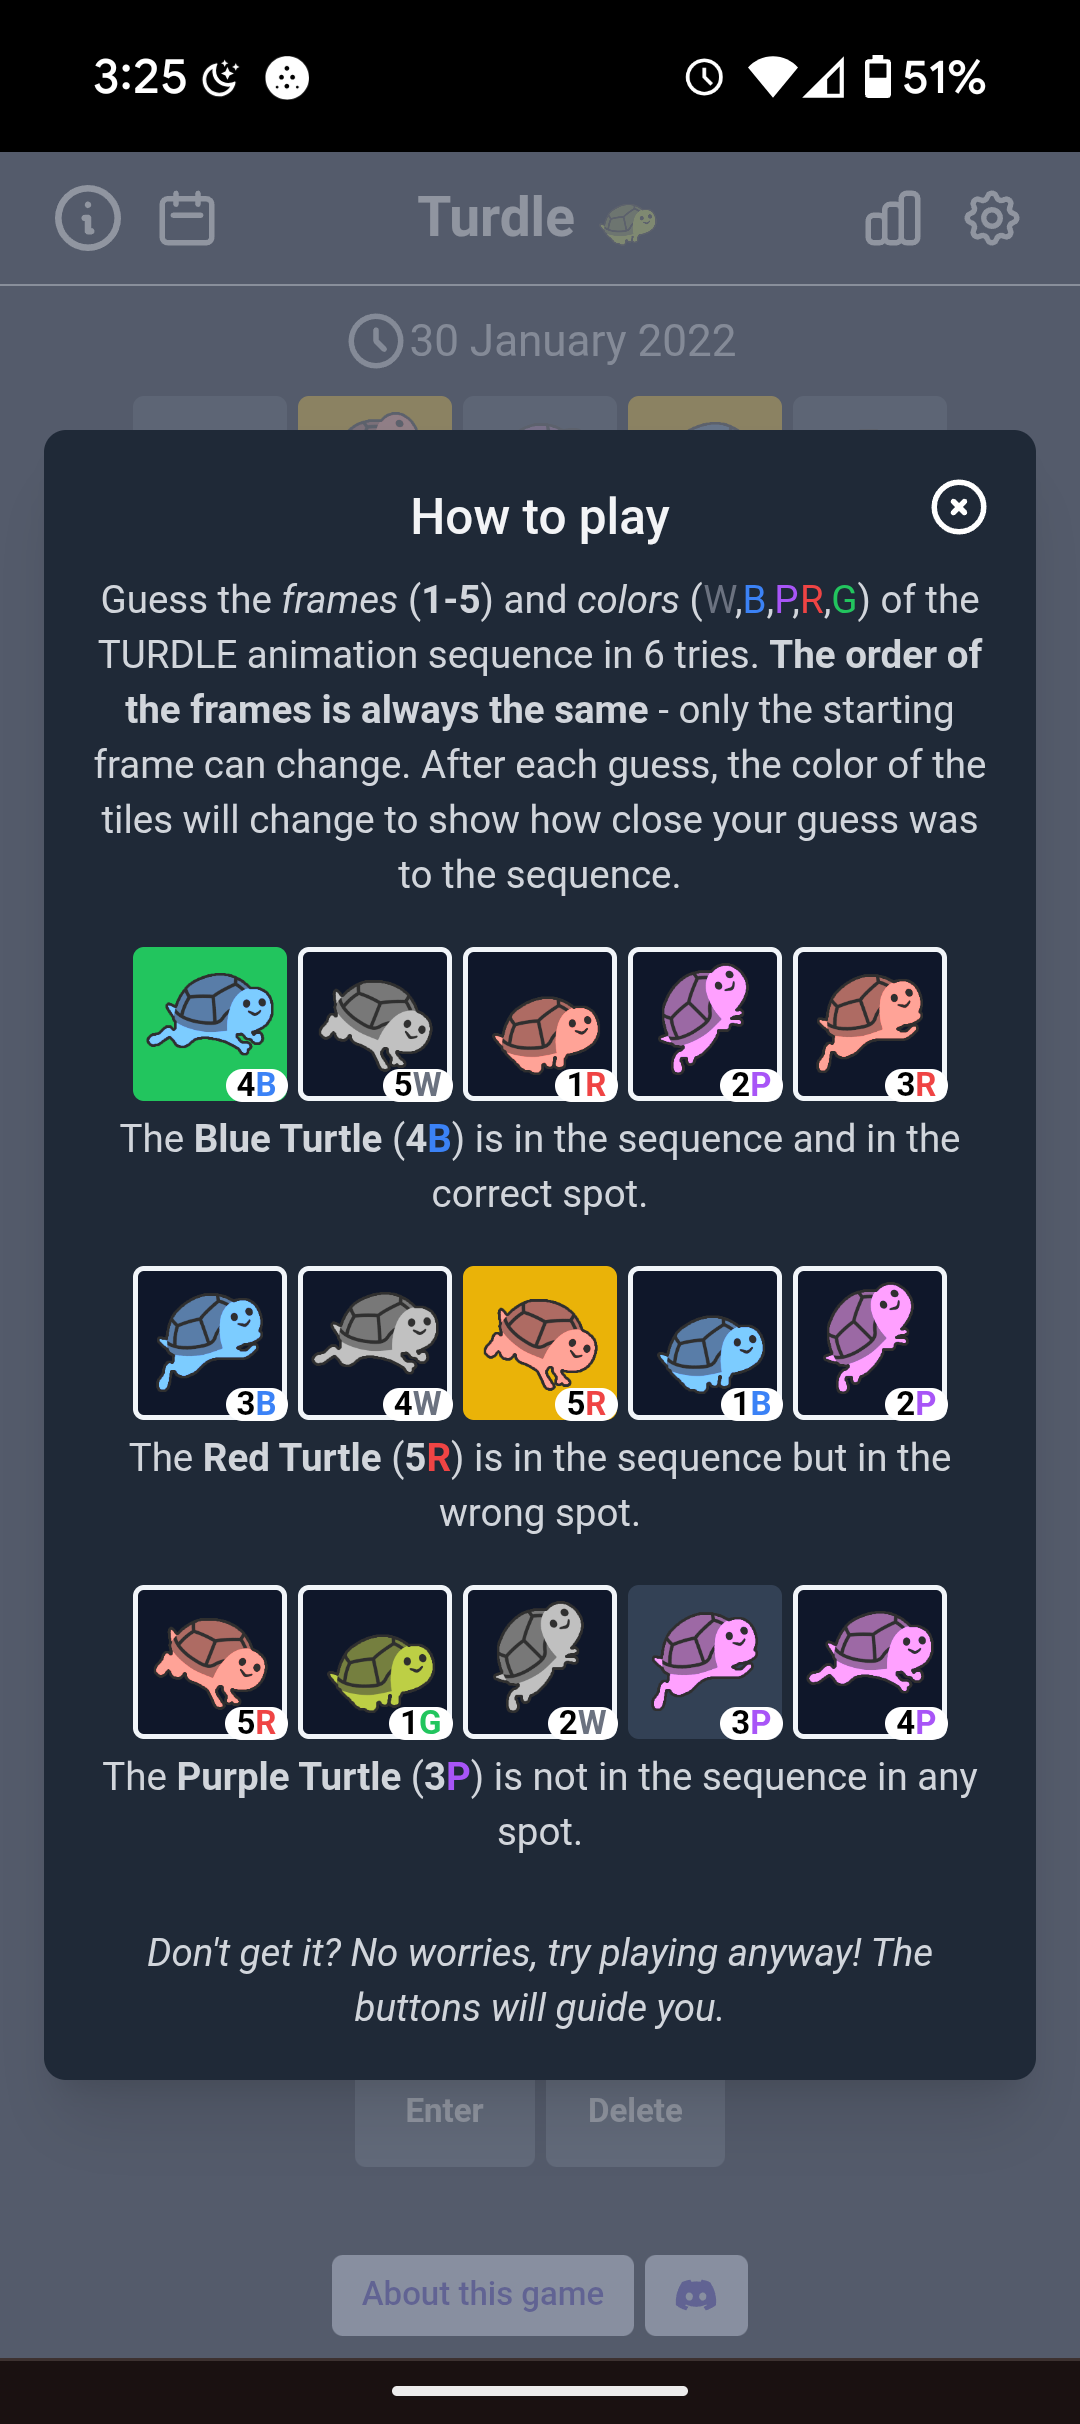 3:25 51%
Turdle
30 January 2022
How to play
Guess the frames (1-5) and colors (W,B,P,R,G) of the
TURDLE animation sequence in 6 tries. The order of
the frames is always the same - only the starting
frame can change. After each guess, the color of the
tiles will change to show how close your guess was
to the sequence.
4B 5W 1R 2P 3R
The Blue Turtle (4B) is in the sequence and in the
correct spot.
3B 4W 5R 1B 2P
The Red Turtle (5R) is in the sequence but in the
wrong spot.
5R 1G 2W 3P 4P
The Purple Turtle (3P) is not in the sequence in any
spot.
Don't get it? No worries, try playing anyway! The
buttons will guide you.
Enter Delete
About this game